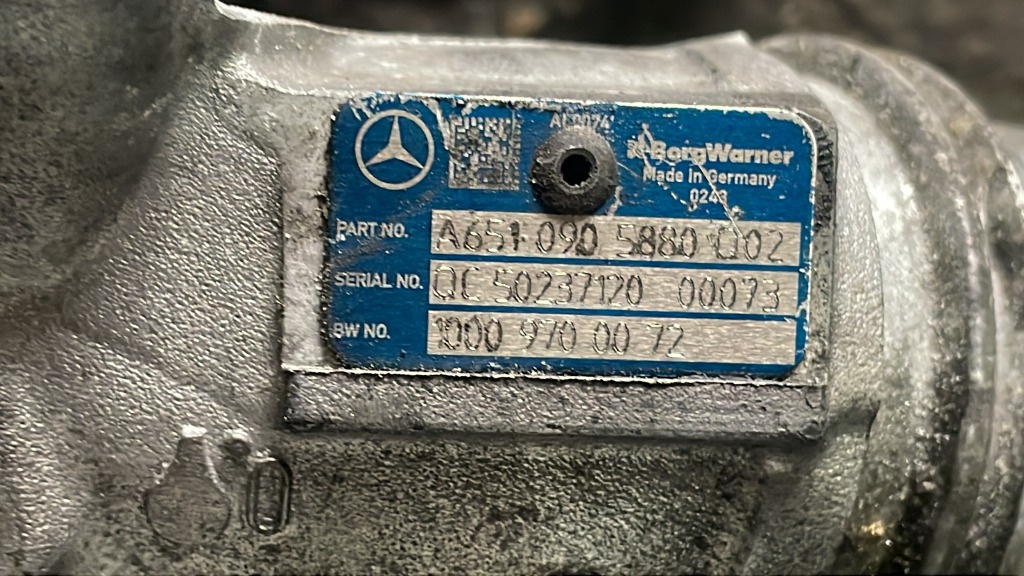 BorgWarner
Made in Germany
0243
PART NO. A651 090 5880 Q02
SERIAL NO. QC 50237120 00073
BW NO. 1000 970 00 72
0